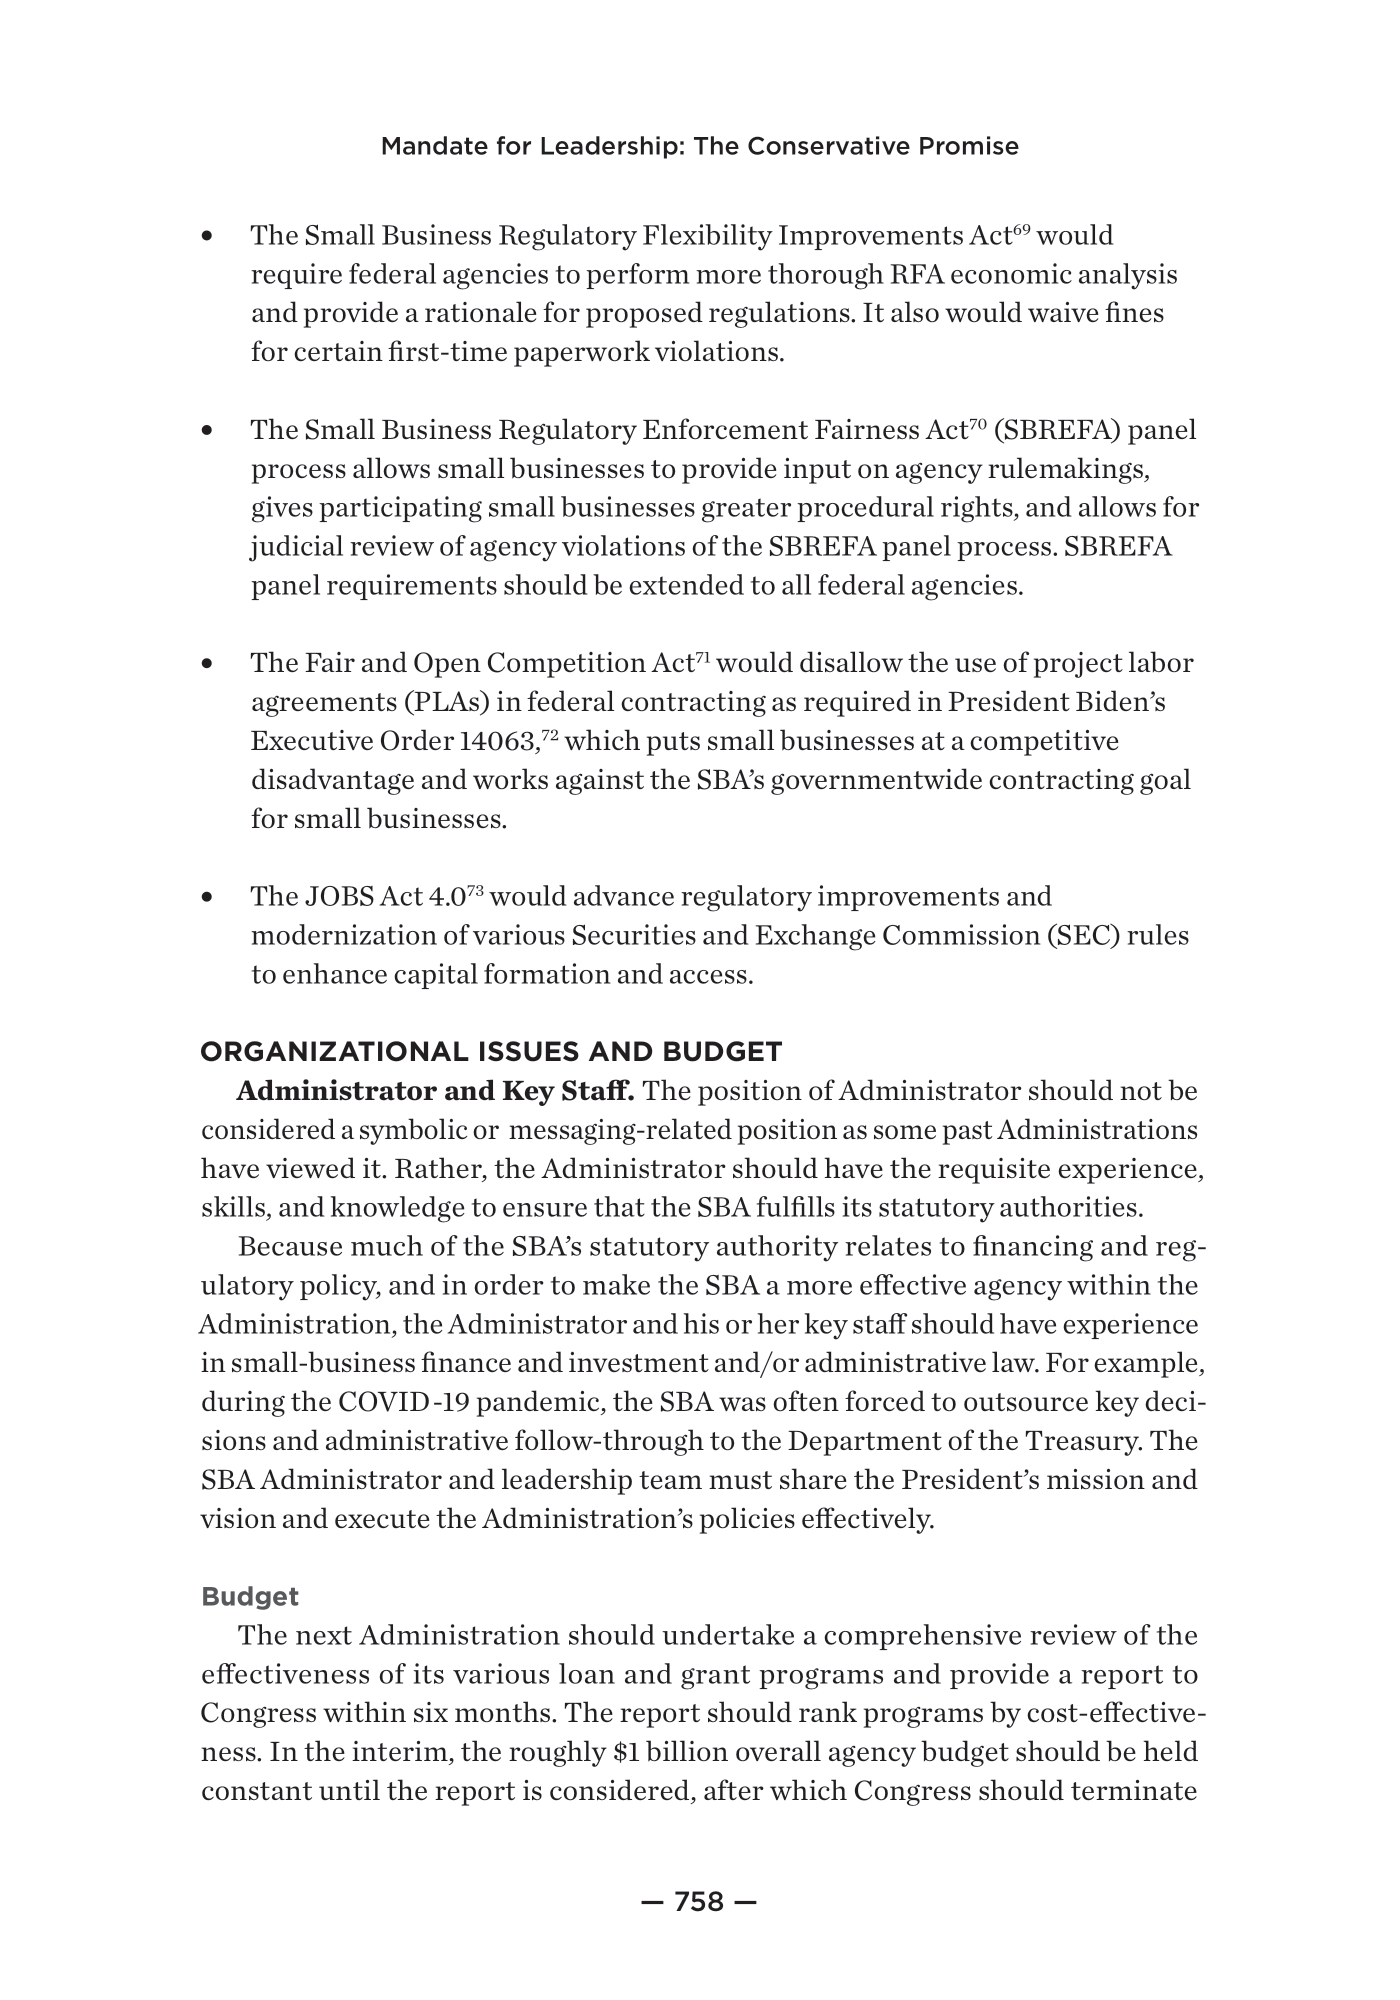 Mandate for Leadership: The Conservative Promise
• The Small Business Regulatory Flexibility Improvements Act⁶⁹ would
require federal agencies to perform more thorough RFA economic analysis
and provide a rationale for proposed regulations. It also would waive fines
for certain first-time paperwork violations.
• The Small Business Regulatory Enforcement Fairness Act⁷⁰ (SBREFA) panel
process allows small businesses to provide input on agency rulemakings,
gives participating small businesses greater procedural rights, and allows for
judicial review of agency violations of the SBREFA panel process. SBREFA
panel requirements should be extended to all federal agencies.
• The Fair and Open Competition Act⁷¹ would disallow the use of project labor
agreements (PLAs) in federal contracting as required in President Biden’s
Executive Order 14063,⁷² which puts small businesses at a competitive
disadvantage and works against the SBA’s governmentwide contracting goal
for small businesses.
• The JOBS Act 4.0⁷³ would advance regulatory improvements and
modernization of various Securities and Exchange Commission (SEC) rules
to enhance capital formation and access.
ORGANIZATIONAL ISSUES AND BUDGET
Administrator and Key Staff. The position of Administrator should not be
considered a symbolic or messaging-related position as some past Administrations
have viewed it. Rather, the Administrator should have the requisite experience,
skills, and knowledge to ensure that the SBA fulfills its statutory authorities.
Because much of the SBA’s statutory authority relates to financing and reg-
ulatory policy, and in order to make the SBA a more effective agency within the
Administration, the Administrator and his or her key staff should have experience
in small-business finance and investment and/or administrative law. For example,
during the COVID-19 pandemic, the SBA was often forced to outsource key deci-
sions and administrative follow-through to the Department of the Treasury. The
SBA Administrator and leadership team must share the President’s mission and
vision and execute the Administration’s policies effectively.
Budget
The next Administration should undertake a comprehensive review of the
effectiveness of its various loan and grant programs and provide a report to
Congress within six months. The report should rank programs by cost-effective-
ness. In the interim, the roughly $1 billion overall agency budget should be held
constant until the report is considered, after which Congress should terminate
— 758 —